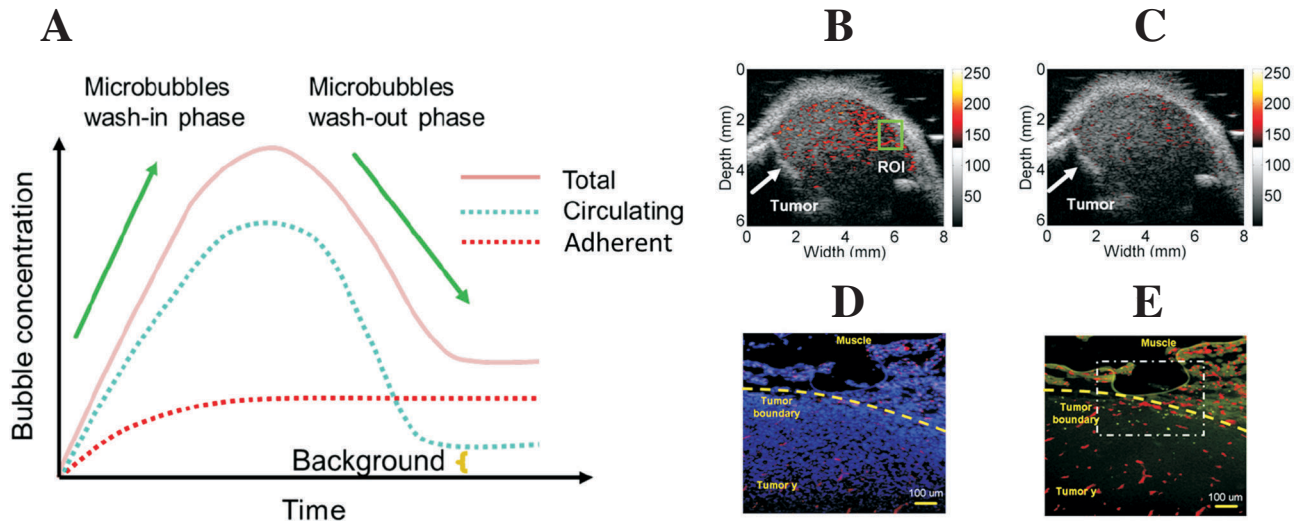 A
Microbubbles
wash-in phase
Microbubbles
wash-out phase
Bubble concentration
Total
Circulating
Adherent
Background
Time
B
0
2
4
6
Depth (mm)
0 2 4 6 8
Width (mm)
ROI
Tumor
250
200
150
100
50
C
0
2
4
6
Depth (mm)
0 2 4 6 8
Width (mm)
Tumor
250
200
150
100
50
D
Muscle
Tumor
boundary
Tumor y
100 um
E
Muscle
Tumor
boundary
Tumor y
100 um